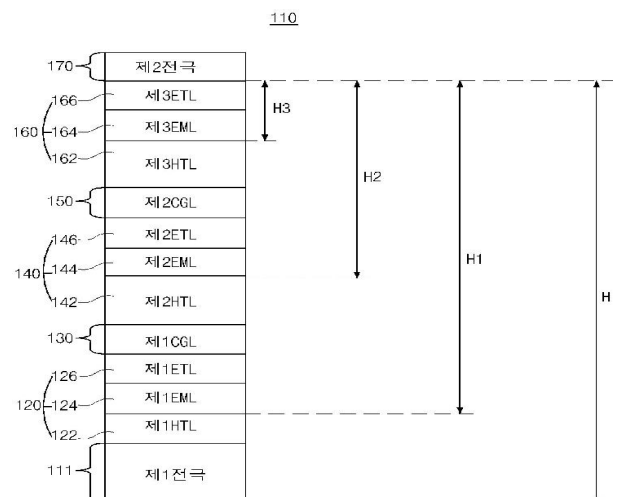 110
170 제2전극
166 제3ETL
160 164 제3EML H3
162 제3HTL
H2
150 제2CGL
146 제2ETL
140 144 제2EML H1
142 제2HTL H
130 제1CGL
126 제1ETL
120 124 제1EML
122 제1HTL
111 제1전극